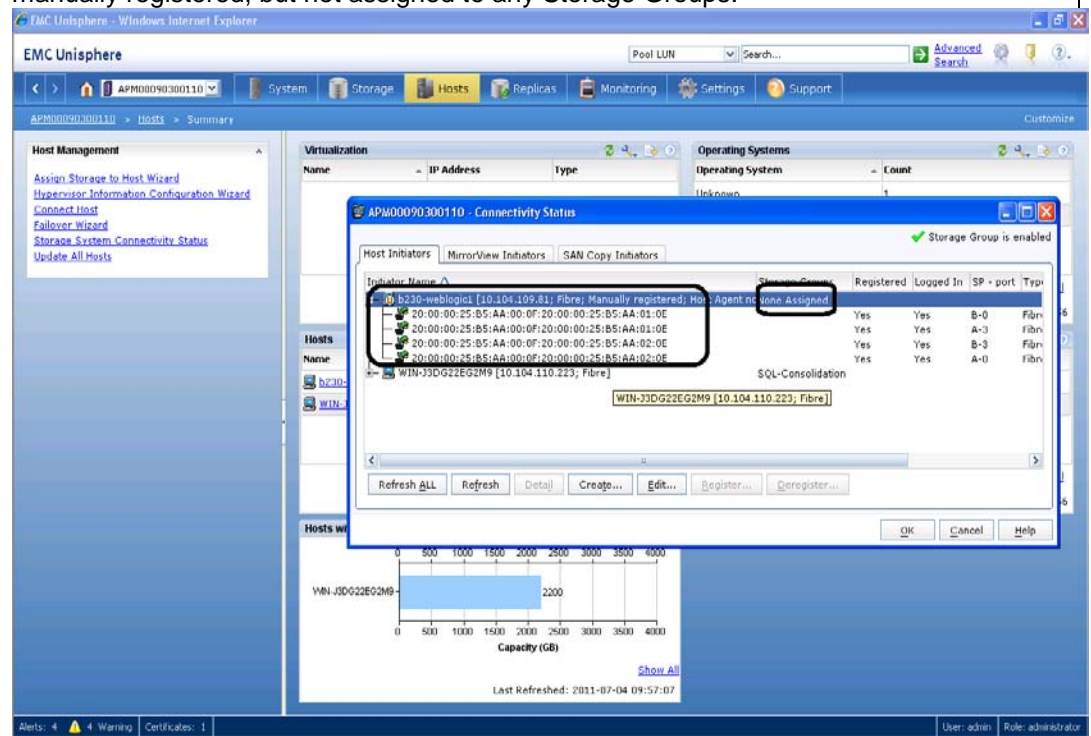 manually registered, but not assigned to any Storage Groups.
EMC Unisphere - Windows Internet Explorer
EMC Unisphere
Pool LUN
Search...
Advanced Search
APM00090300110
System
Storage
Hosts
Replicas
Monitoring
Settings
Support
APM00090300110 > Hosts > Summary
Customize
Host Management
Assign Storage to Host Wizard
Hypervisor Information Configuration Wizard
Connect Host
Failover Wizard
Storage System Connectivity Status
Update All Hosts
Virtualization
Name IP Address Type
Operating Systems
Operating System Count
Unknown 1
APM00090300110 - Connectivity Status
Storage Group is enabled
Host Initiators MirrorView Initiators SAN Copy Initiators
Initiator Name Storage Groups Registered Logged In SP - port Type
b230-weblogic1 [10.104.109.81; Fibre; Manually registered; Host Agent no None Assigned
20:00:00:25:B5:AA:00:0F:20:00:00:25:B5:AA:01:0E Yes Yes B-0 Fibr
20:00:00:25:B5:AA:00:0F:20:00:00:25:B5:AA:01:0E Yes Yes A-3 Fibr
20:00:00:25:B5:AA:00:0F:20:00:00:25:B5:AA:02:0E Yes Yes B-3 Fibr
20:00:00:25:B5:AA:00:0F:20:00:00:25:B5:AA:02:0E Yes Yes A-0 Fibr
WIN-J3DG22EG2M9 [10.104.110.223; Fibre] SQL-Consolidation
WIN-J3DG22EG2M9 [10.104.110.223; Fibre]
Refresh ALL Refresh Detail Create... Edit... Register... Deregister...
OK Cancel Help
Hosts
Name
b230-
WIN-J
Hosts wi
0 500 1000 1500 2000 2500 3000 3500 4000
WIN-J3DG22EG2M9
2200
0 500 1000 1500 2000 2500 3000 3500 4000
Capacity (GB)
Show All
Last Refreshed: 2011-07-04 09:57:07
Alerts: 4 4 Warning Certificates: 1
User: admin Role: administrator